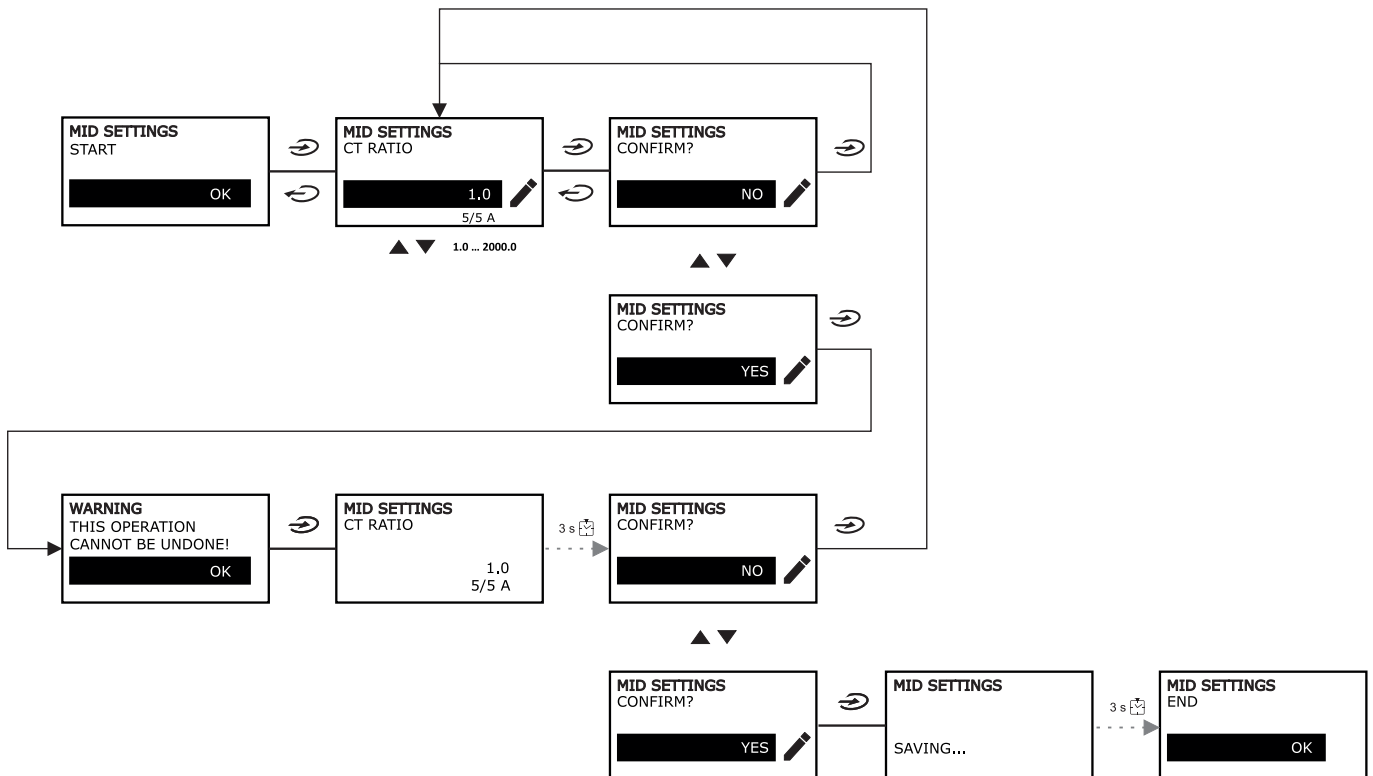 MID SETTINGS
START
OK
MID SETTINGS
CT RATIO
1.0
5/5 A
1.0 ... 2000.0
MID SETTINGS
CONFIRM?
NO
MID SETTINGS
CONFIRM?
YES
WARNING
THIS OPERATION
CANNOT BE UNDONE!
OK
MID SETTINGS
CT RATIO
1.0
5/5 A
3 s
MID SETTINGS
CONFIRM?
NO
MID SETTINGS
CONFIRM?
YES
MID SETTINGS
SAVING...
3 s
MID SETTINGS
END
OK